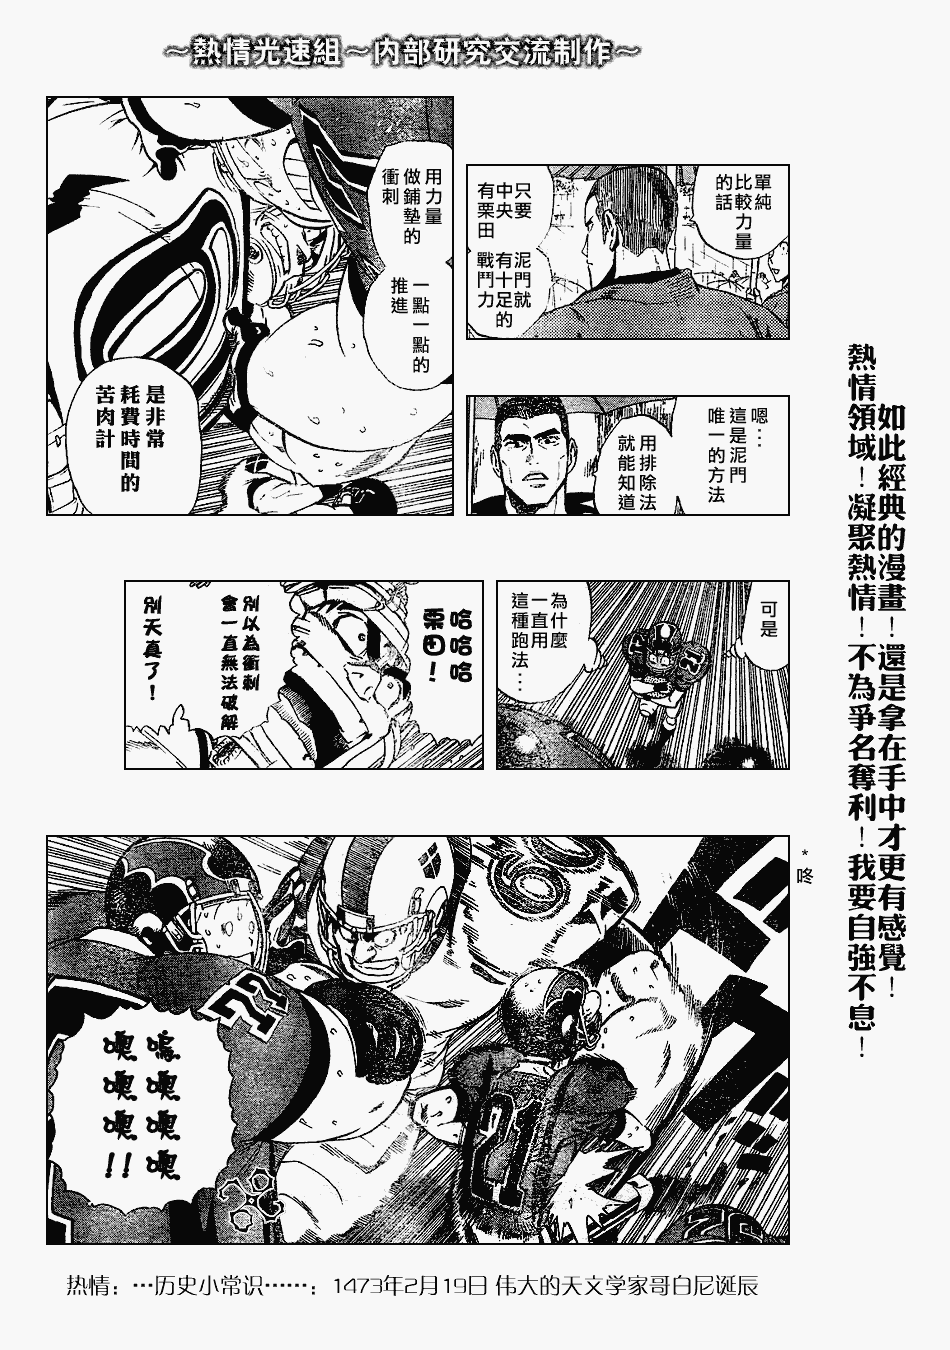 ～熱情光速組～內部研究交流制作～
單純
比較力量
的話
只要
中央
有栗田
泥門就
有十足的
戰鬥力
嗯…
這是泥門
唯一的方法
用排除法
就能知道
用力量
做鋪墊的
衝刺
一點一點的
推進
是非常
耗費時間的
苦肉計
可是
為什麼
一直用
這種跑法…
哈哈哈
栗田！
別以為衝刺
會一直無法破解
別天真了！
*咚
77
21
76
嗚噢噢噢
噢噢噢!!
如此經典的漫畫！還是拿在手中才更有感覺！
熱情領域！凝聚熱情！不為爭名奪利！我要自強不息！
热情：…历史小常识……：1473年2月19日 伟大的天文学家哥白尼诞辰